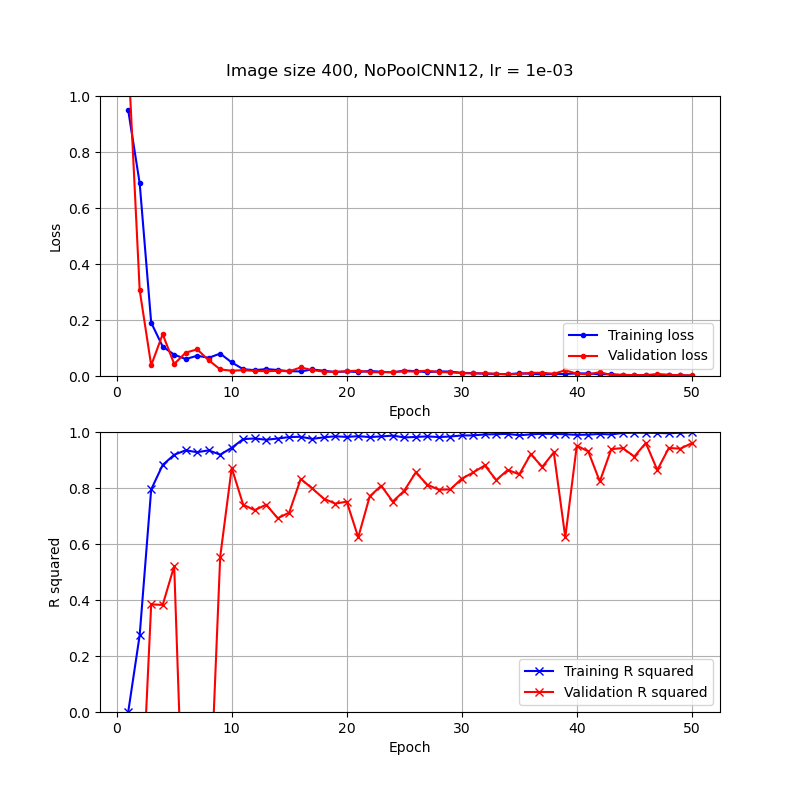 Image size 400, NoPoolCNN12, lr = 1e-03
1.0
0.8
0.6
0.4
0.2
0.0
Loss
Training loss
Validation loss
0 10 20 30 40 50
Epoch
1.0
0.8
0.6
0.4
0.2
0.0
R squared
Training R squared
Validation R squared
0 10 20 30 40 50
Epoch